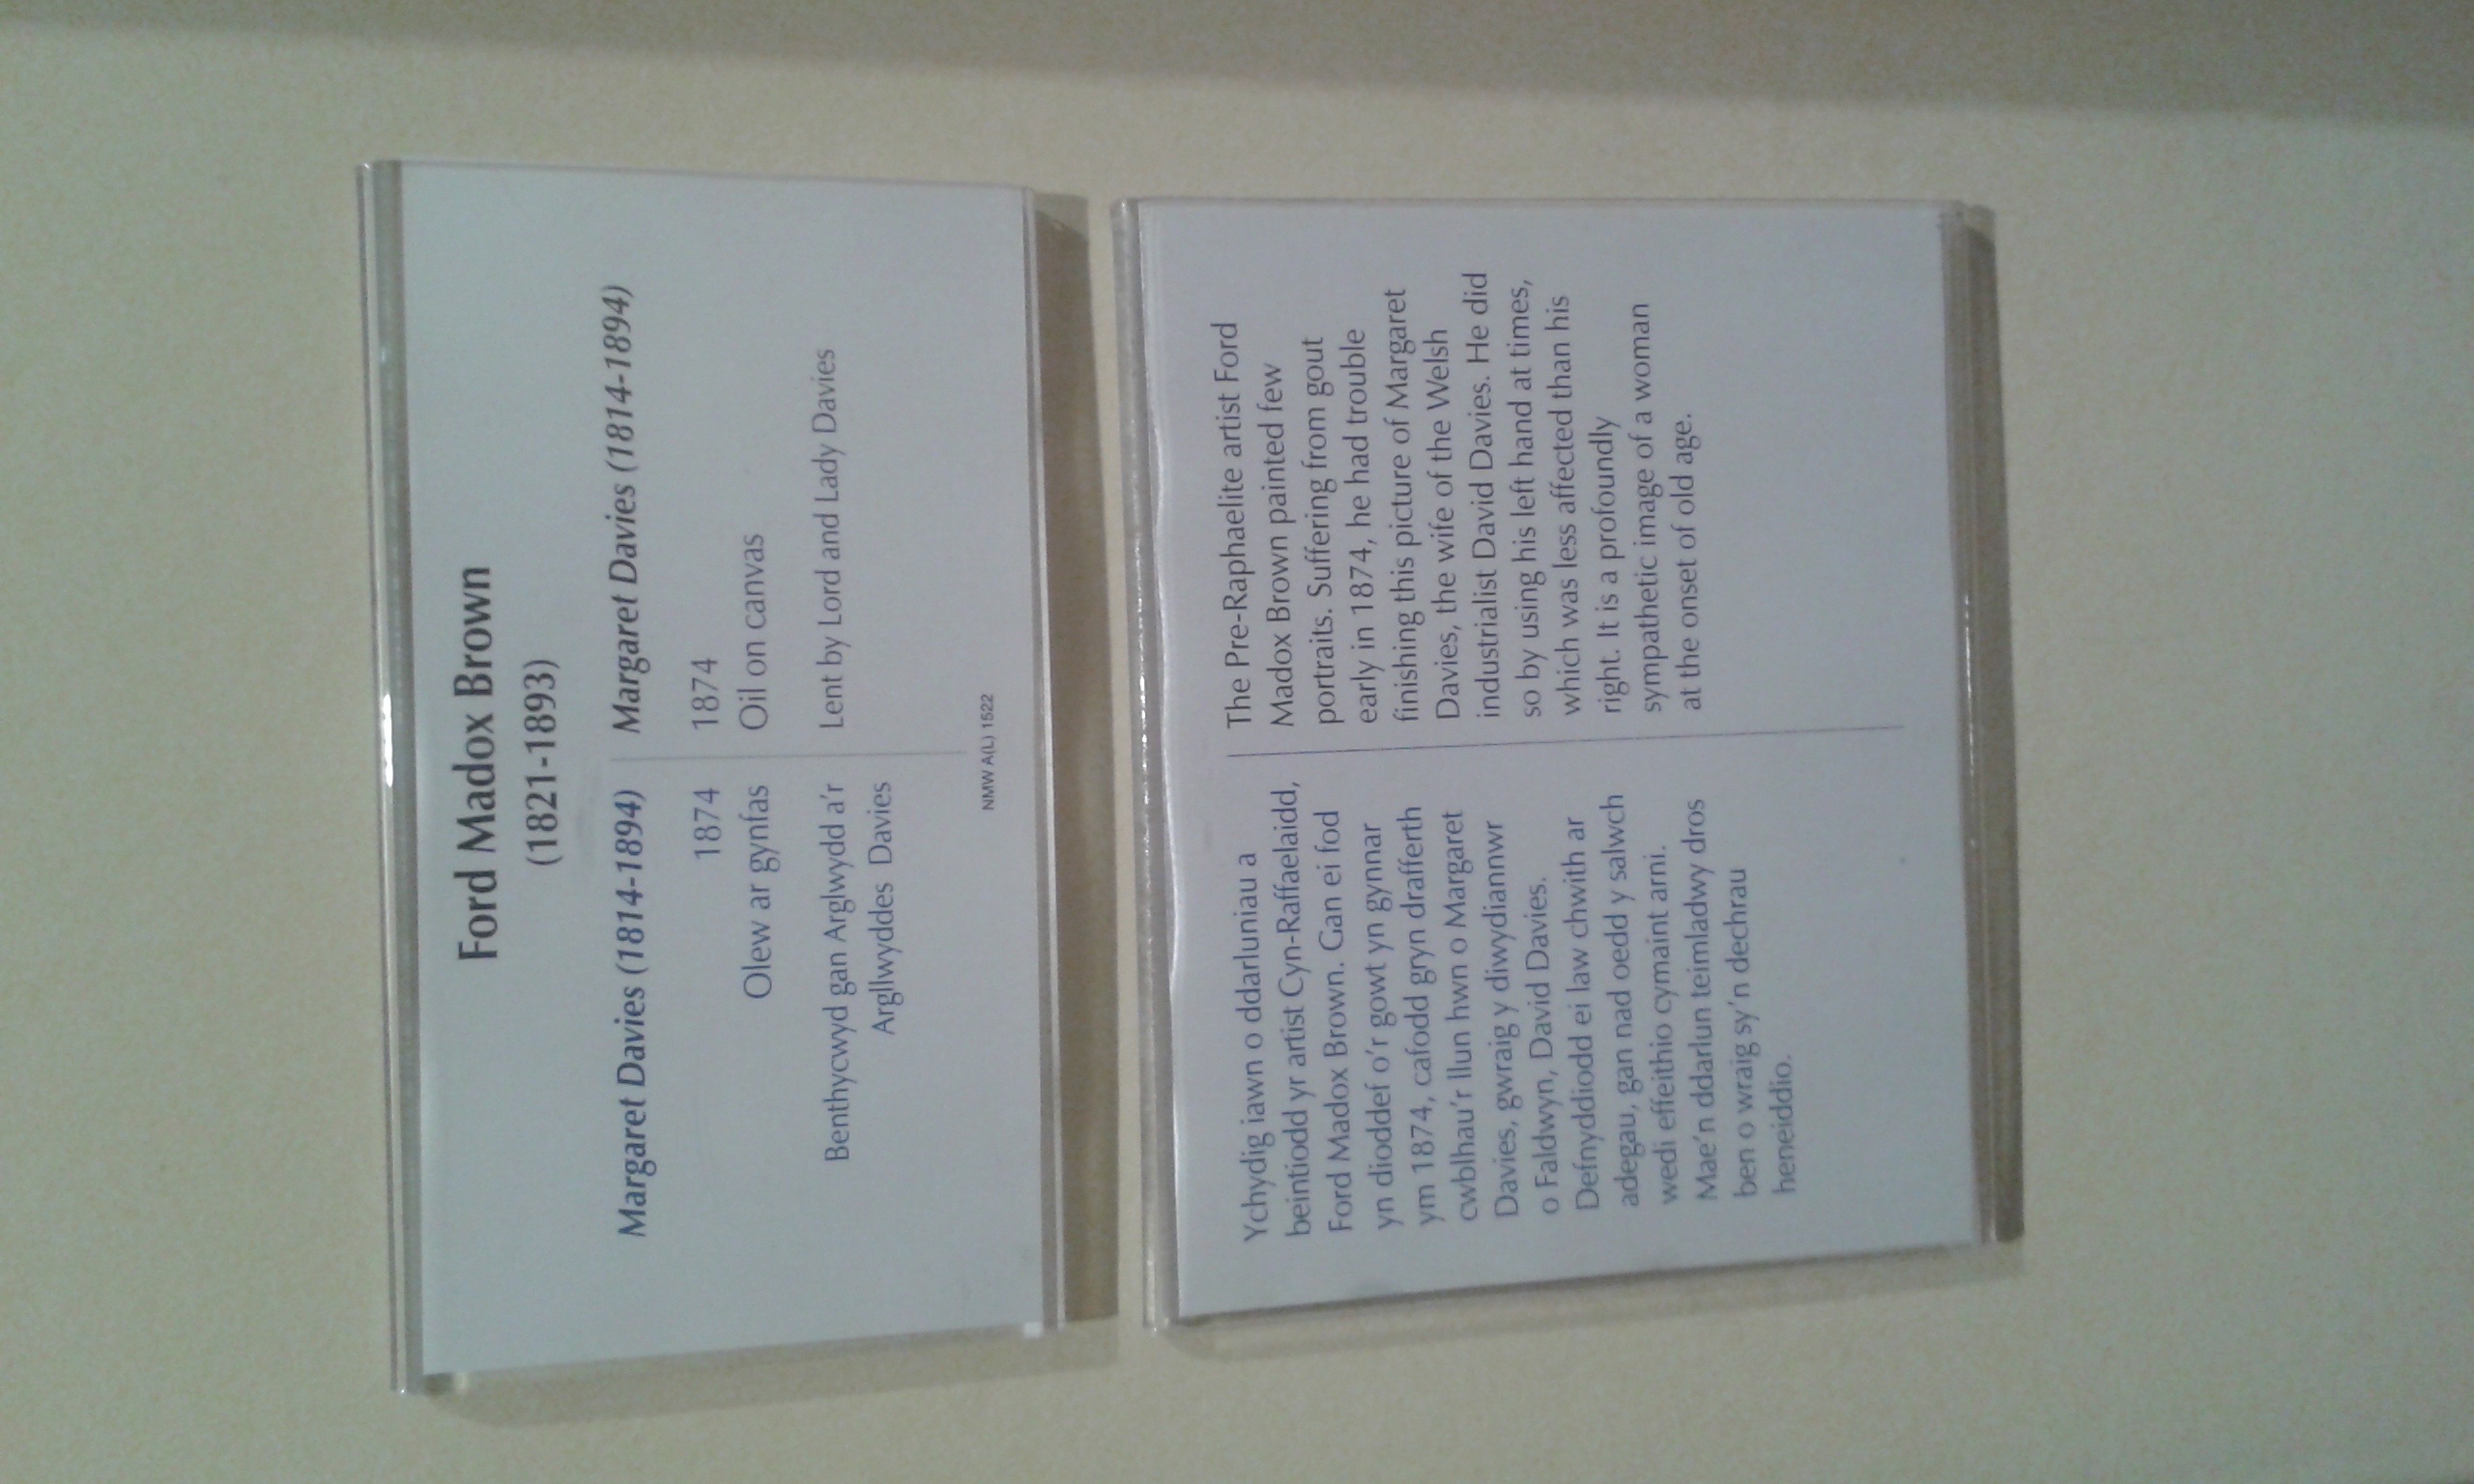 Ford Madox Brown
(1821-1893)
Margaret Davies (1814-1894)
1874
Olew ar gynfas
Benthycwyd gan Arglwydd a'r
Argllwyddes Davies
Margaret Davies (1814-1894)
1874
Oil on canvas
Lent by Lord and Lady Davies
NMW A(L) 1522
Ychydig iawn o ddarluniau a
beintiodd yr artist Cyn-Raffaelaidd,
Ford Madox Brown. Gan ei fod
yn dioddef o'r gowt yn gynnar
ym 1874, cafodd gryn drafferth
cwblhau'r llun hwn o Margaret
Davies, gwraig y diwydiannwr
o Faldwyn, David Davies.
Defnyddiodd ei law chwith ar
adegau, gan nad oedd y salwch
wedi effeithio cymaint arni.
Mae'n ddarlun teimladwy dros
ben o wraig sy'n dechrau
heneiddio.
The Pre-Raphaelite artist Ford
Madox Brown painted few
portraits. Suffering from gout
early in 1874, he had trouble
finishing this picture of Margaret
Davies, the wife of the Welsh
industrialist David Davies. He did
so by using his left hand at times,
which was less affected than his
right. It is a profoundly
sympathetic image of a woman
at the onset of old age.